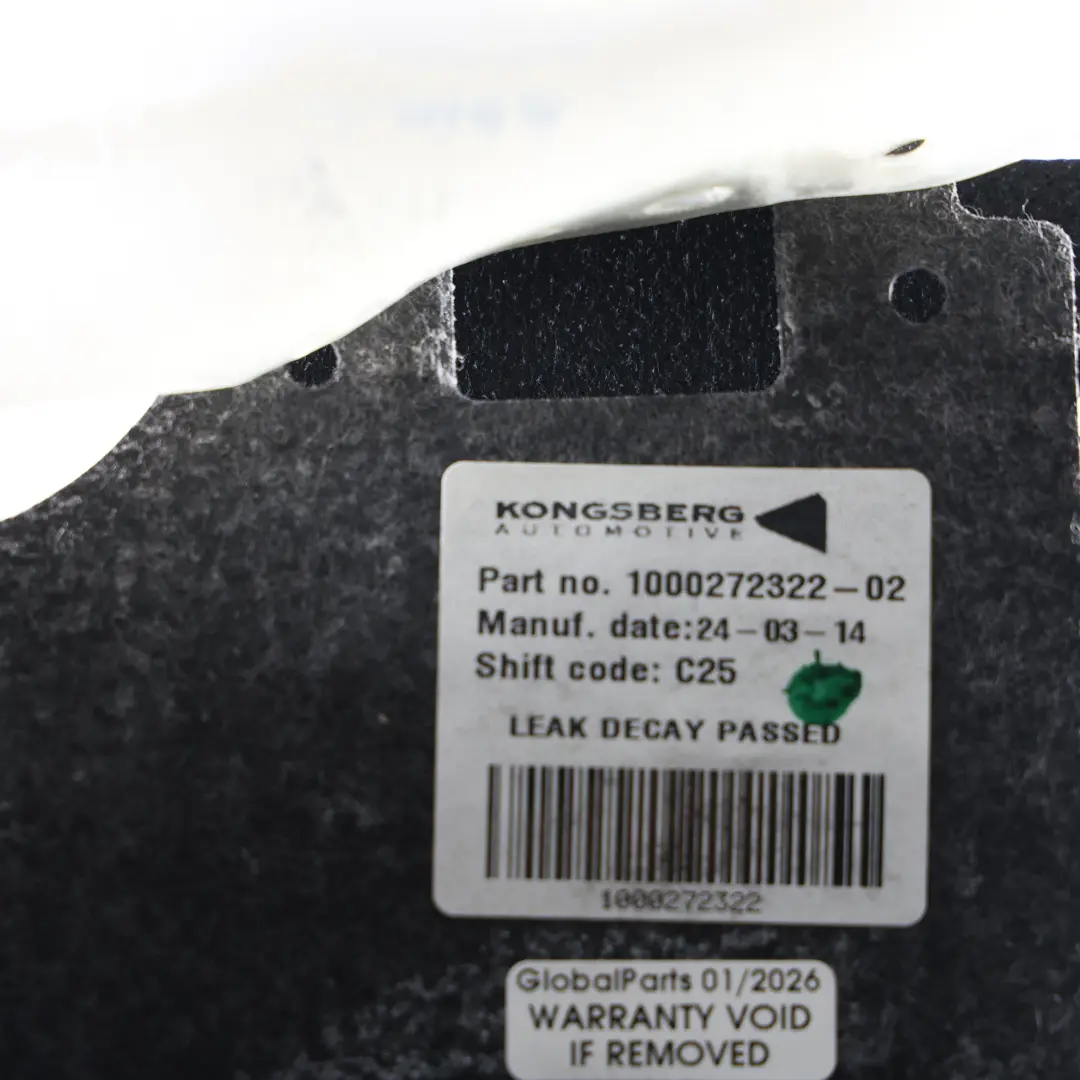 KONGSBERG
AUTOMOTIVE
Part no. 1000272322-02
Manuf. date:24-03-14
Shift code: C25
LEAK DECAY PASSED
1000272322
GlobalParts 01/2026
WARRANTY VOID
IF REMOVED